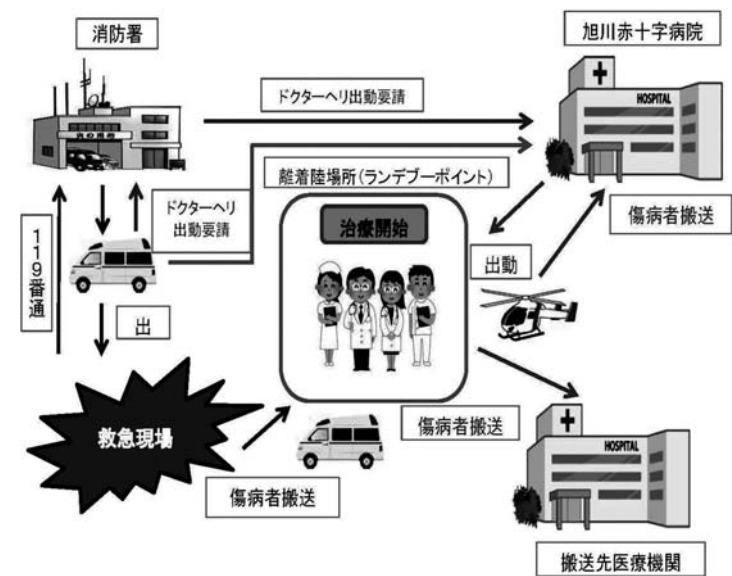 消防署
旭川赤十字病院
HOSPITAL
ドクターヘリ出動要請
離着陸場所(ランデブーポイント)
ドクターヘリ
出動要請
治療開始
傷病者搬送
出動
119番通
出
救急現場
傷病者搬送
傷病者搬送
HOSPITAL
搬送先医療機関